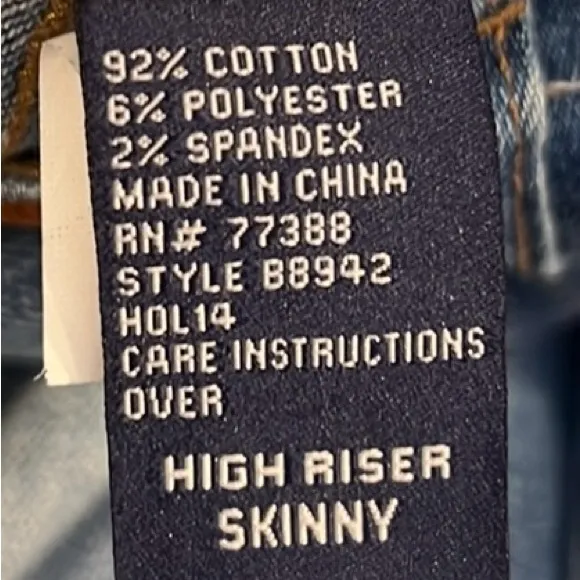 92% COTTON
6% POLYESTER
2% SPANDEX
MADE IN CHINA
RN# 77388
STYLE B8942
HOL14
CARE INSTRUCTIONS
OVER
HIGH RISER
SKINNY